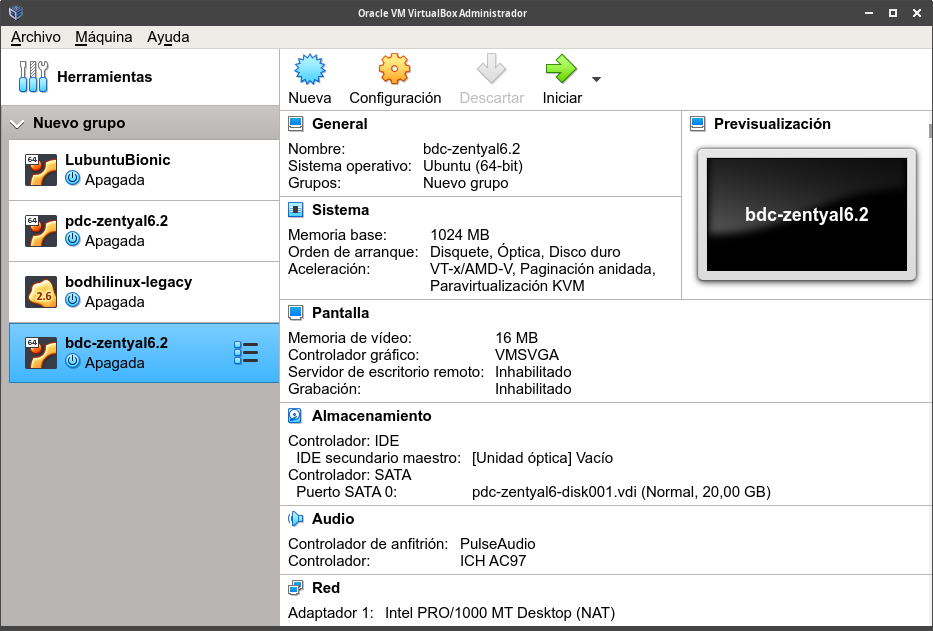 Oracle VM VirtualBox Administrador
Archivo Máquina Ayuda
Herramientas
Nueva Configuración Descartar Iniciar
Nuevo grupo
64
LubuntuBionic
Apagada
64
pdc-zentyal6.2
Apagada
2.6
bodhilinux-legacy
Apagada
64
bdc-zentyal6.2
Apagada
General
Nombre: bdc-zentyal6.2
Sistema operativo: Ubuntu (64-bit)
Grupos: Nuevo grupo
Previsualización
bdc-zentyal6.2
Sistema
Memoria base: 1024 MB
Orden de arranque: Disquete, Óptica, Disco duro
Aceleración: VT-x/AMD-V, Paginación anidada,
Paravirtualización KVM
Pantalla
Memoria de vídeo: 16 MB
Controlador gráfico: VMSVGA
Servidor de escritorio remoto: Inhabilitado
Grabación: Inhabilitado
Almacenamiento
Controlador: IDE
IDE secundario maestro: [Unidad óptica] Vacío
Controlador: SATA
Puerto SATA 0: pdc-zentyal6-disk001.vdi (Normal, 20,00 GB)
Audio
Controlador de anfitrión: PulseAudio
Controlador: ICH AC97
Red
Adaptador 1: Intel PRO/1000 MT Desktop (NAT)